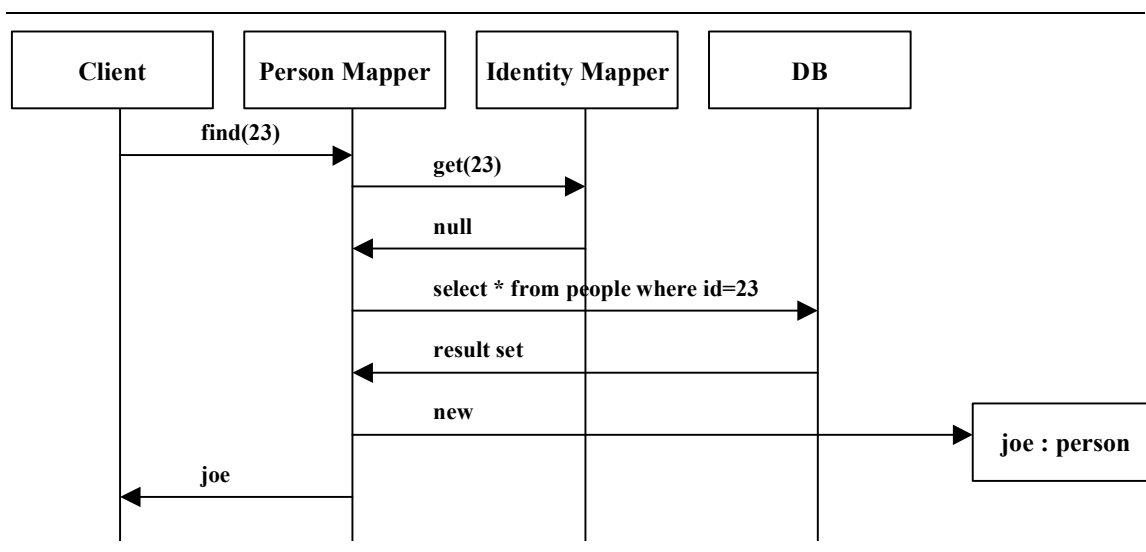 Client
Person Mapper
Identity Mapper
DB
find(23)
get(23)
null
select * from people where id=23
result set
new
joe : person
joe